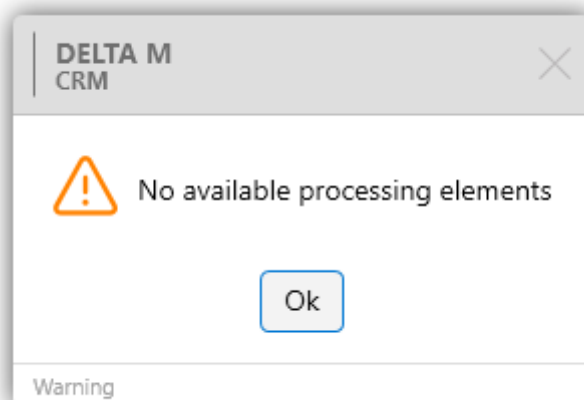 DELTA M
CRM
No available processing elements
Ok
Warning